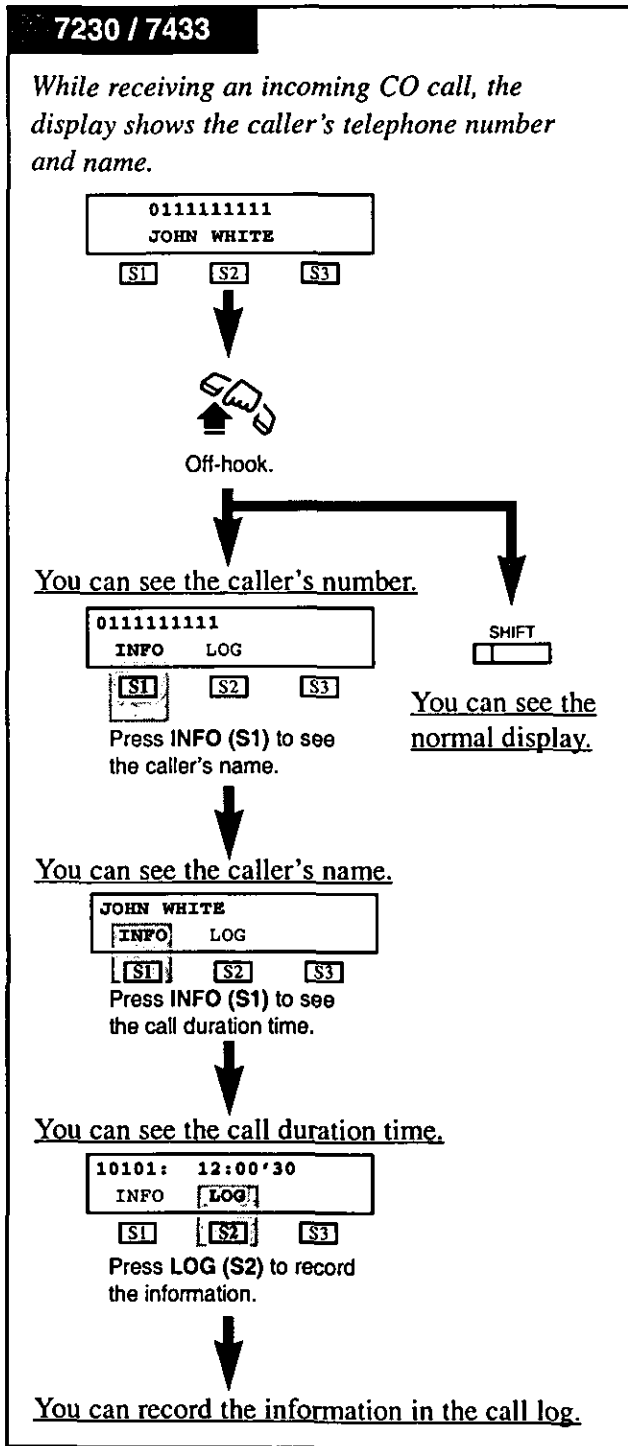 7230 / 7433
While receiving an incoming CO call, the
display shows the caller's telephone number
and name.
0111111111
JOHN WHITE
S1 S2 S3
Off-hook.
You can see the caller's number.
0111111111
INFO LOG
S1 S2 S3
Press INFO (S1) to see
the caller's name.
SHIFT
You can see the
normal display.
You can see the caller's name.
JOHN WHITE
INFO LOG
S1 S2 S3
Press INFO (S1) to see
the call duration time.
You can see the call duration time.
10101: 12:00'30
INFO LOG
S1 S2 S3
Press LOG (S2) to record
the information.
You can record the information in the call log.